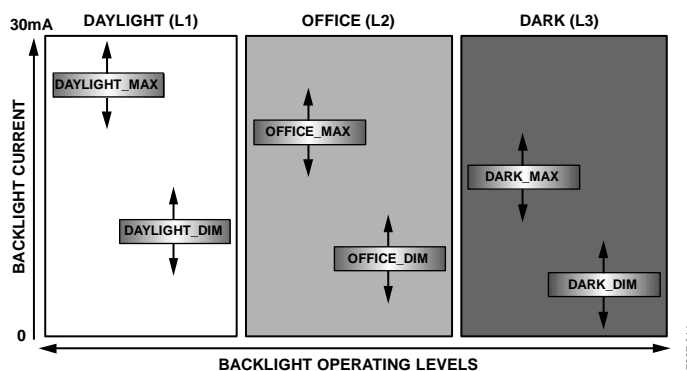 DAYLIGHT (L1)
OFFICE (L2)
DARK (L3)
30mA
DAYLIGHT_MAX
OFFICE_MAX
DARK_MAX
DAYLIGHT_DIM
OFFICE_DIM
DARK_DIM
BACKLIGHT CURRENT
0
BACKLIGHT OPERATING LEVELS